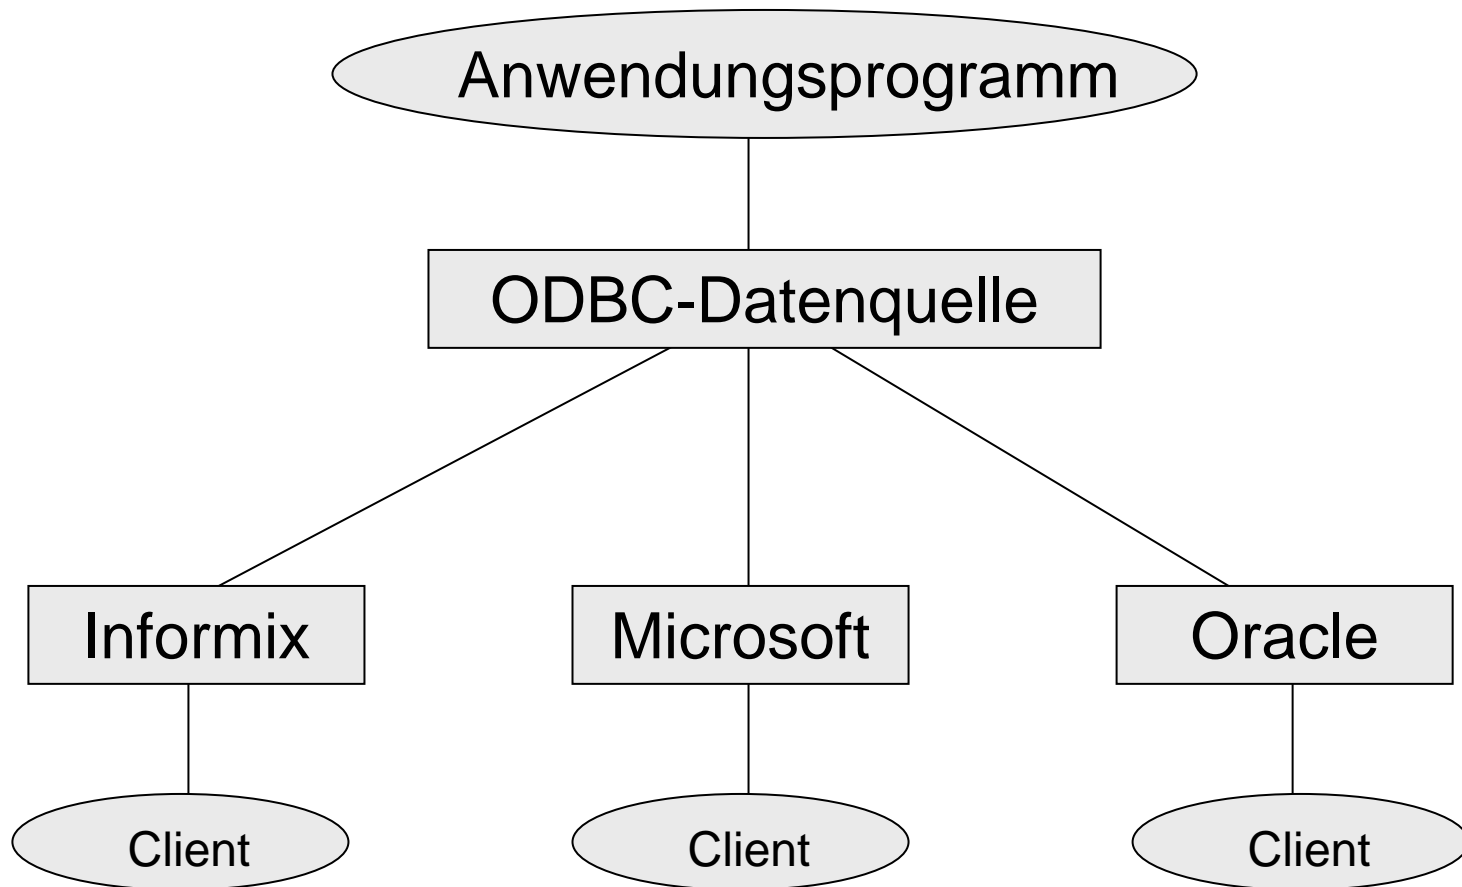 Anwendungsprogramm
ODBC-Datenquelle
Informix
Microsoft
Oracle
Client
Client
Client